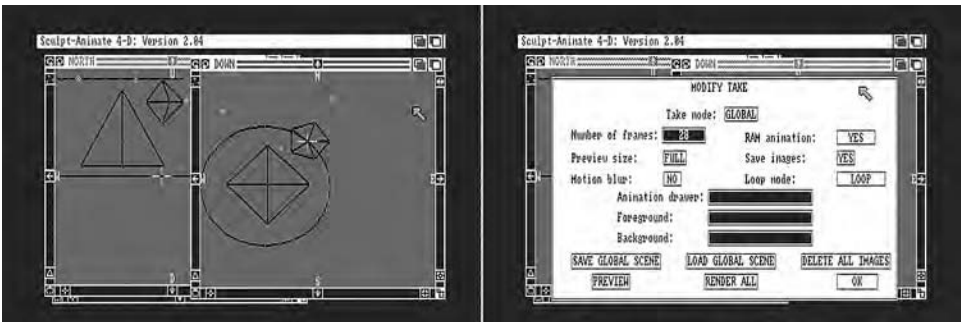 Sculpt-Animate 4-D: Version 2.04
NORTH
DOWN
U
N
N
W
E
D
S
Sculpt-Animate 4-D: Version 2.04
NORTH
DOWN
MODIFY TAKE
Take mode: GLOBAL
Number of frames: 28 RAM animation: YES
Preview size: FULL Save images: YES
Motion blur: NO Loop mode: LOOP
Animation drawer:
Foreground:
Background:
SAVE GLOBAL SCENE LOAD GLOBAL SCENE DELETE ALL IMAGES
PREVIEW RENDER ALL OK